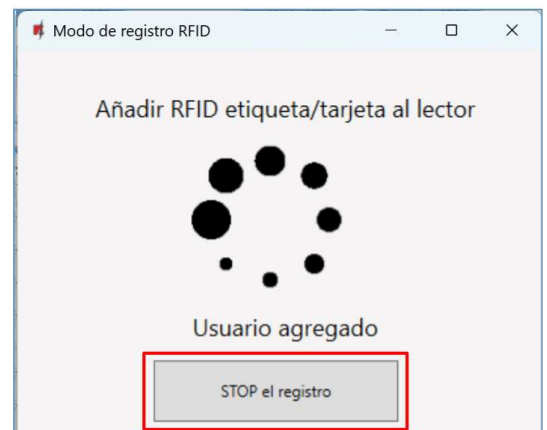 Modo de registro RFID
Añadir RFID etiqueta/tarjeta al lector
Usuario agregado
STOP el registro